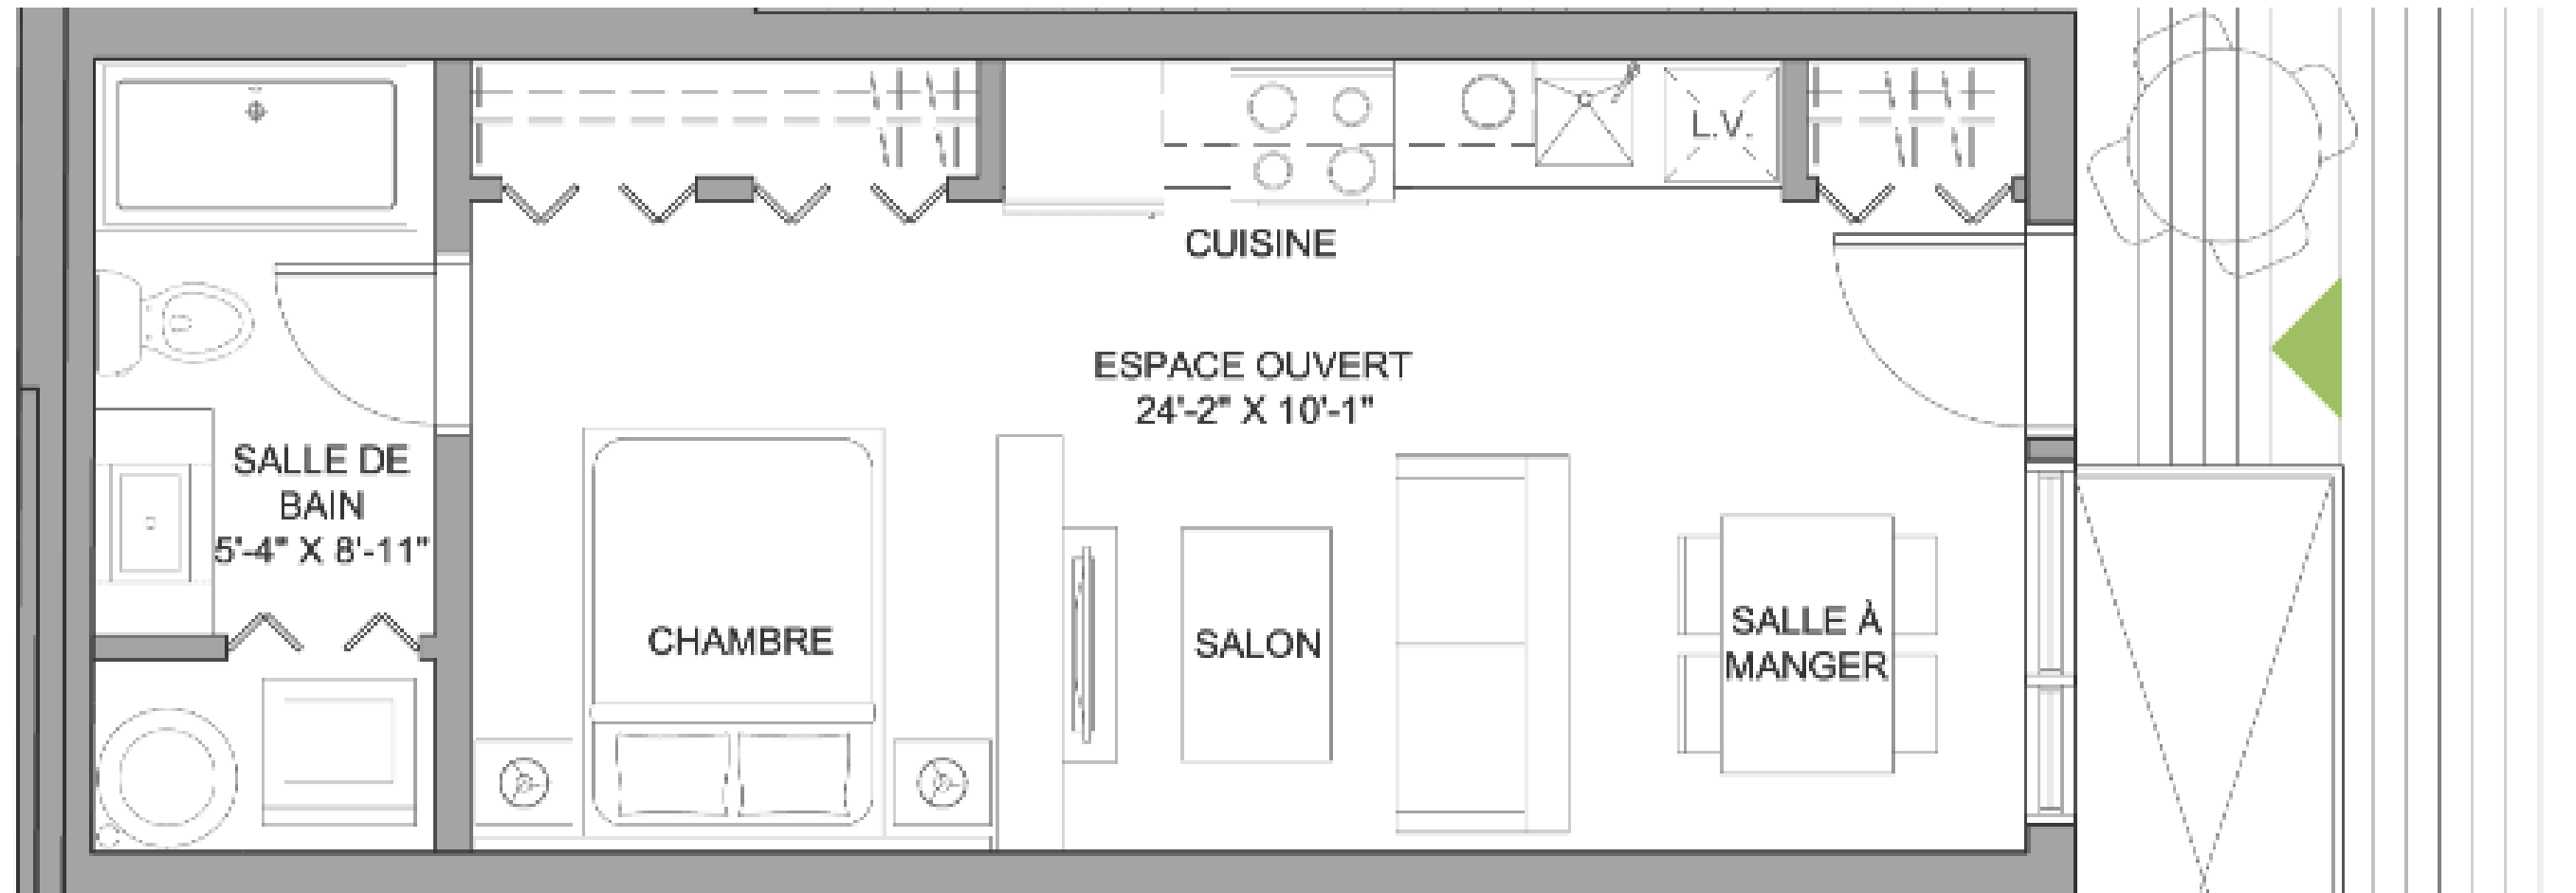 L.V.
CUISINE
ESPACE OUVERT
24'-2" X 10'-1"
SALLE DE
BAIN
5'-4" X 8'-11"
CHAMBRE
SALON
SALLE À
MANGER